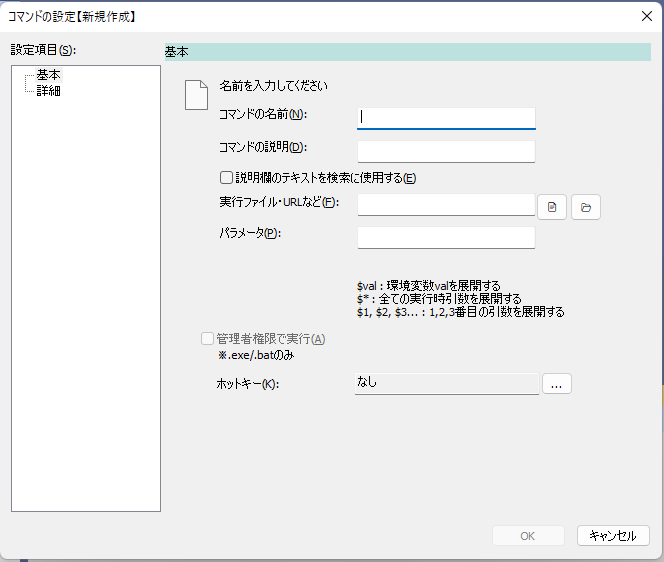 コマンドの設定【新規作成】
設定項目(S):
基本
詳細
基本
名前を入力してください
コマンドの名前(N):
コマンドの説明(D):
説明欄のテキストを検索に使用する(E)
実行ファイル・URLなど(F):
パラメータ(P):
$val : 環境変数valを展開する
$* : 全ての実行時引数を展開する
$1, $2, $3... : 1,2,3番目の引数を展開する
管理者権限で実行(A)
※.exe/.batのみ
ホットキー(K):
なし
...
OK
キャンセル